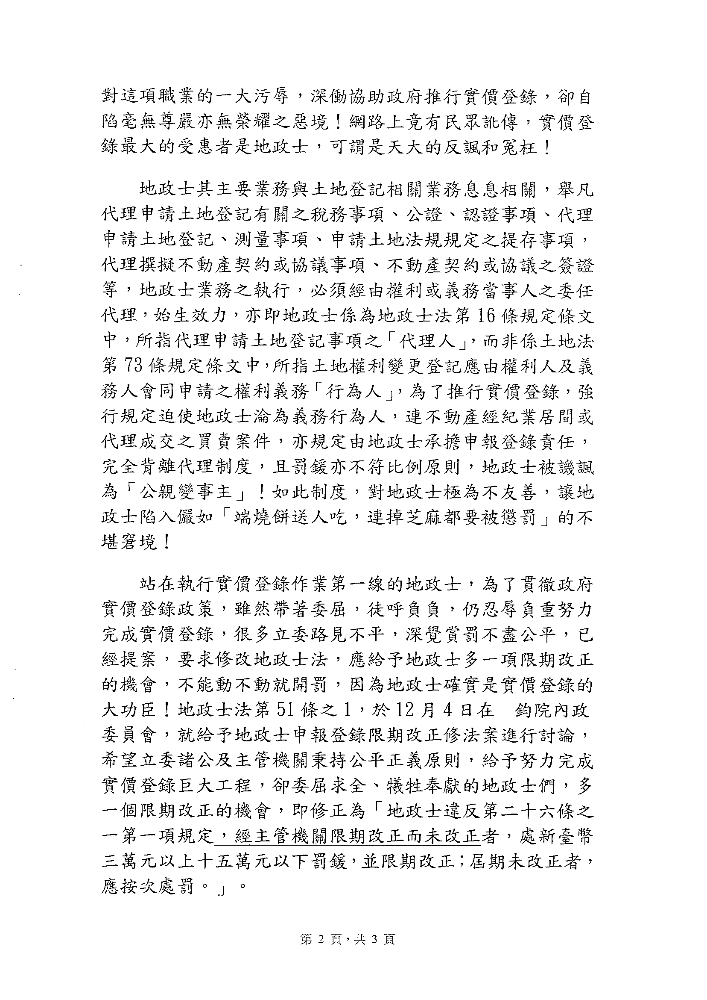 對這項職業的一大污辱，深慟協助政府推行實價登錄，卻自
陷毫無尊嚴亦無榮耀之惡境！網路上竟有民眾訛傳，實價登
錄最大的受惠者是地政士，可謂是天大的反諷和冤枉！
地政士其主要業務與土地登記相關業務息息相關，舉凡
代理申請土地登記有關之稅務事項、公證、認證事項、代理
申請土地登記、測量事項、申請土地法規規定之提存事項，
代理撰擬不動產契約或協議事項、不動產契約或協議之簽證
等，地政士業務之執行，必須經由權利或義務當事人之委任
代理，始生效力，亦即地政士係為地政士法第 16 條規定條文
中，所指代理申請土地登記事項之「代理人」，而非係土地法
第 73 條規定條文中，所指土地權利變更登記應由權利人及義
務人會同申請之權利義務「行為人」，為了推行實價登錄，強
行規定迫使地政士淪為義務行為人，連不動產經紀業居間或
代理成交之買賣案件，亦規定由地政士承擔申報登錄責任，
完全背離代理制度，且罰鍰亦不符比例原則，地政士被譏諷
為「公親變事主」！如此制度，對地政士極為不友善，讓地
政士陷入儼如「端燒餅送人吃，連掉芝麻都要被懲罰」的不
堪窘境！
站在執行實價登錄作業第一線的地政士，為了貫徹政府
實價登錄政策，雖然帶著委屈，徒呼負負，仍忍辱負重努力
完成實價登錄，很多立委路見不平，深覺賞罰不盡公平，已
經提案，要求修改地政士法，應給予地政士多一項限期改正
的機會，不能動不動就開罰，因為地政士確實是實價登錄的
大功臣！地政士法第 51 條之 1，於 12 月 4 日在　鈞院內政
委員會，就給予地政士申報登錄限期改正修法案進行討論，
希望立委諸公及主管機關秉持公平正義原則，給予努力完成
實價登錄巨大工程，卻委屈求全、犧牲奉獻的地政士們，多
一個限期改正的機會，即修正為「地政士違反第二十六條之
一第一項規定，經主管機關限期改正而未改正者，處新臺幣
三萬元以上十五萬元以下罰鍰，並限期改正；屆期未改正者，
應按次處罰。」。
第 2 頁，共 3 頁